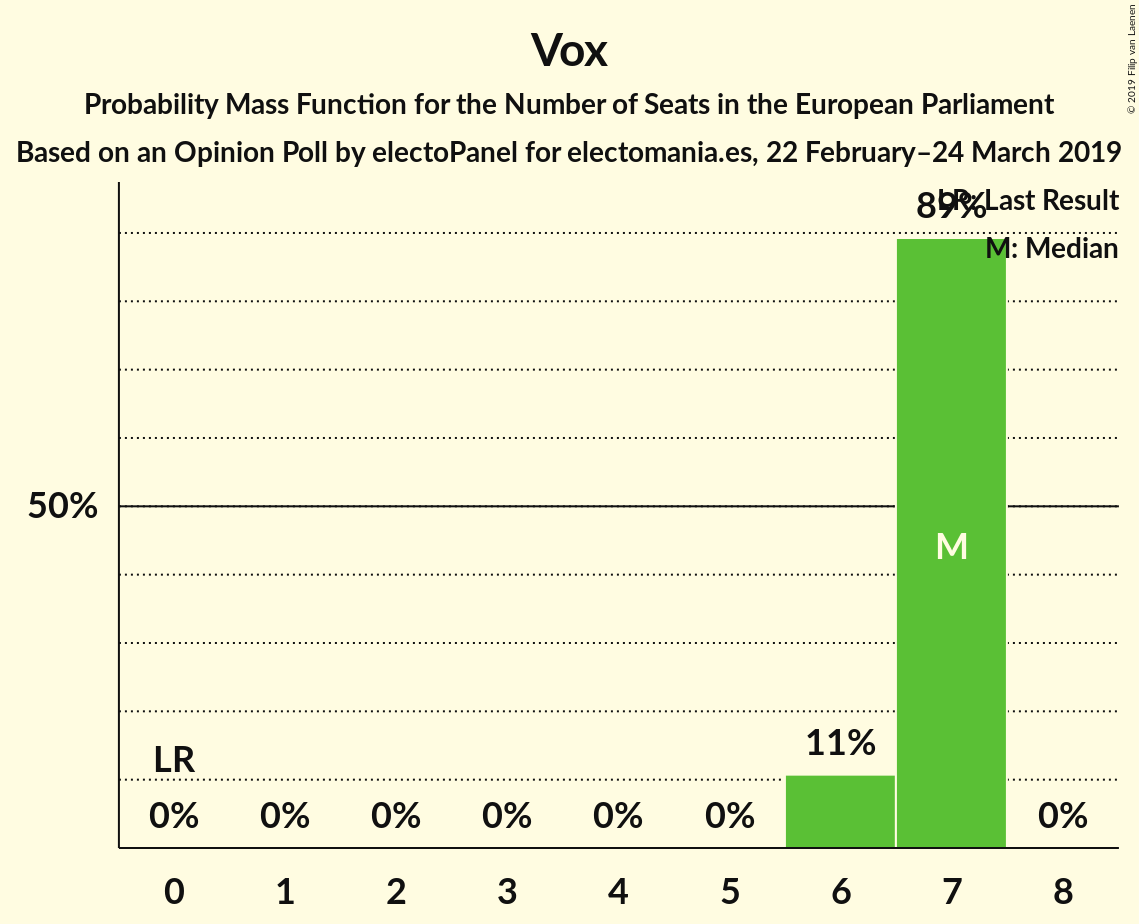 Vox
Probability Mass Function for the Number of Seats in the European Parliament
Based on an Opinion Poll by electoPanel for electomania.es, 22 February–24 March 2019
© 2019 Filip van Laenen
LR: Last Result
M: Median
89%
50%
M
11%
LR
0% 0% 0% 0% 0% 0% 0%
0 1 2 3 4 5 6 7 8